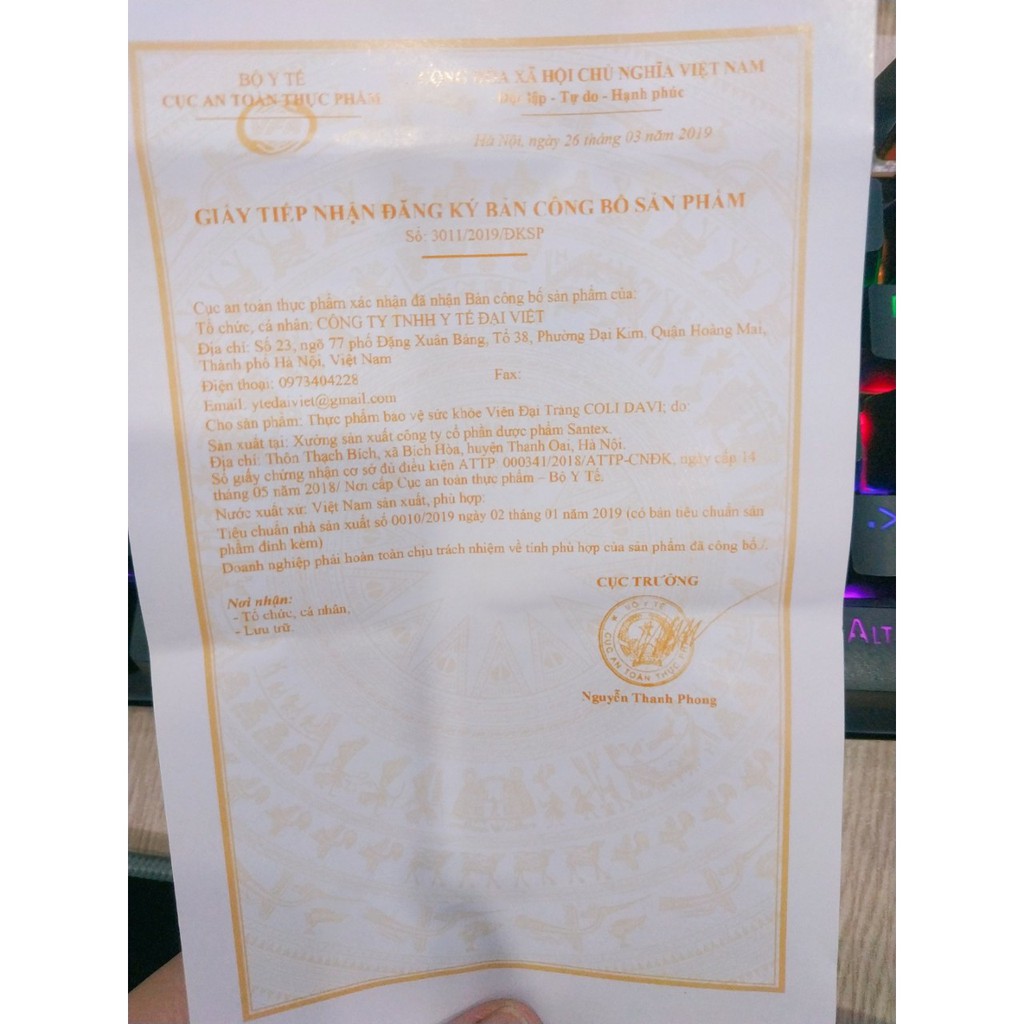 BỘ Y TẾ
CỤC AN TOÀN THỰC PHẨM
CỘNG HÒA XÃ HỘI CHỦ NGHĨA VIỆT NAM
Độc lập - Tự do - Hạnh phúc
Hà Nội, ngày 26 tháng 03 năm 2019
GIẤY TIẾP NHẬN ĐĂNG KÝ BẢN CÔNG BỐ SẢN PHẨM
Số: 3011/2019/ĐKSP
Cục an toàn thực phẩm xác nhận đã nhận Bản công bố sản phẩm của:
Tổ chức, cá nhân: CÔNG TY TNHH Y TẾ ĐẠI VIỆT
Địa chỉ: Số 23, ngõ 77 phố Đặng Xuân Bảng, Tổ 38, Phường Đại Kim, Quận Hoàng Mai,
Thành phố Hà Nội, Việt Nam
Điện thoại: 0973404228 Fax:
Email: ytedaiviet@gmail.com
Cho sản phẩm: Thực phẩm bảo vệ sức khỏe Viên Đại Tràng COLI DAVI; do:
Sản xuất tại: Xưởng sản xuất công ty cổ phần dược phẩm Santex.
Địa chỉ: Thôn Thạch Bích, xã Bích Hòa, huyện Thanh Oai, Hà Nội.
Số giấy chứng nhận cơ sở đủ điều kiện ATTP: 000341/2018/ATTP-CNĐK, ngày cấp 14
tháng 05 năm 2018/ Nơi cấp Cục an toàn thực phẩm – Bộ Y Tế.
Nước xuất xứ: Việt Nam sản xuất, phù hợp:
Tiêu chuẩn nhà sản xuất số 0010/2019 ngày 02 tháng 01 năm 2019 (có bản tiêu chuẩn sản
phẩm đính kèm)
Doanh nghiệp phải hoàn toàn chịu trách nhiệm về tính phù hợp của sản phẩm đã công bố./.
CỤC TRƯỞNG
Nơi nhận:
- Tổ chức, cá nhân,
- Lưu trữ.
BỘ Y TẾ
CỤC AN TOÀN THỰC PHẨM
Nguyễn Thanh Phong
ALT